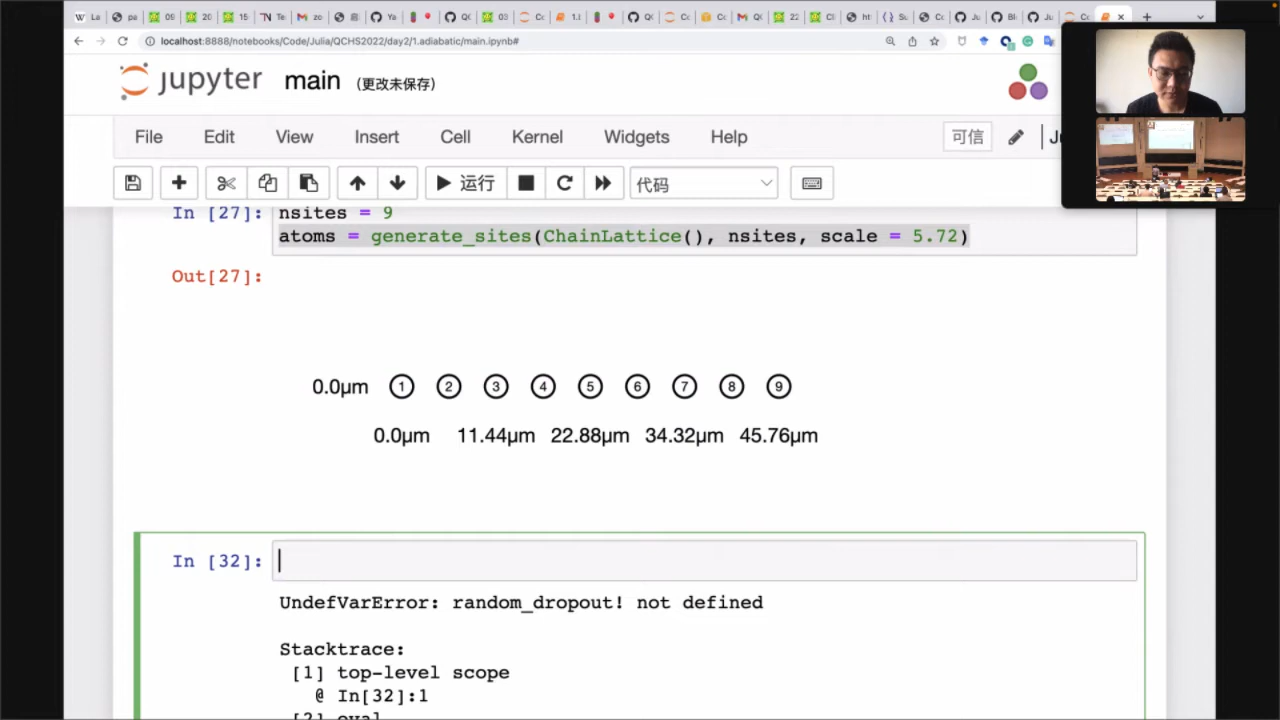 localhost:8888/notebooks/Code/Julia/QCHS2022/day2/1.adiabatic/main.ipynb#
jupyter main (更改未保存)
File Edit View Insert Cell Kernel Widgets Help 可信
运行 代码
In [27]: nsites = 9
atoms = generate_sites(ChainLattice(), nsites, scale = 5.72)
Out[27]:
0.0μm 1 2 3 4 5 6 7 8 9
0.0μm 11.44μm 22.88μm 34.32μm 45.76μm
In [32]:
UndefVarError: random_dropout! not defined
Stacktrace:
[1] top-level scope
@ In[32]:1
[2] eval